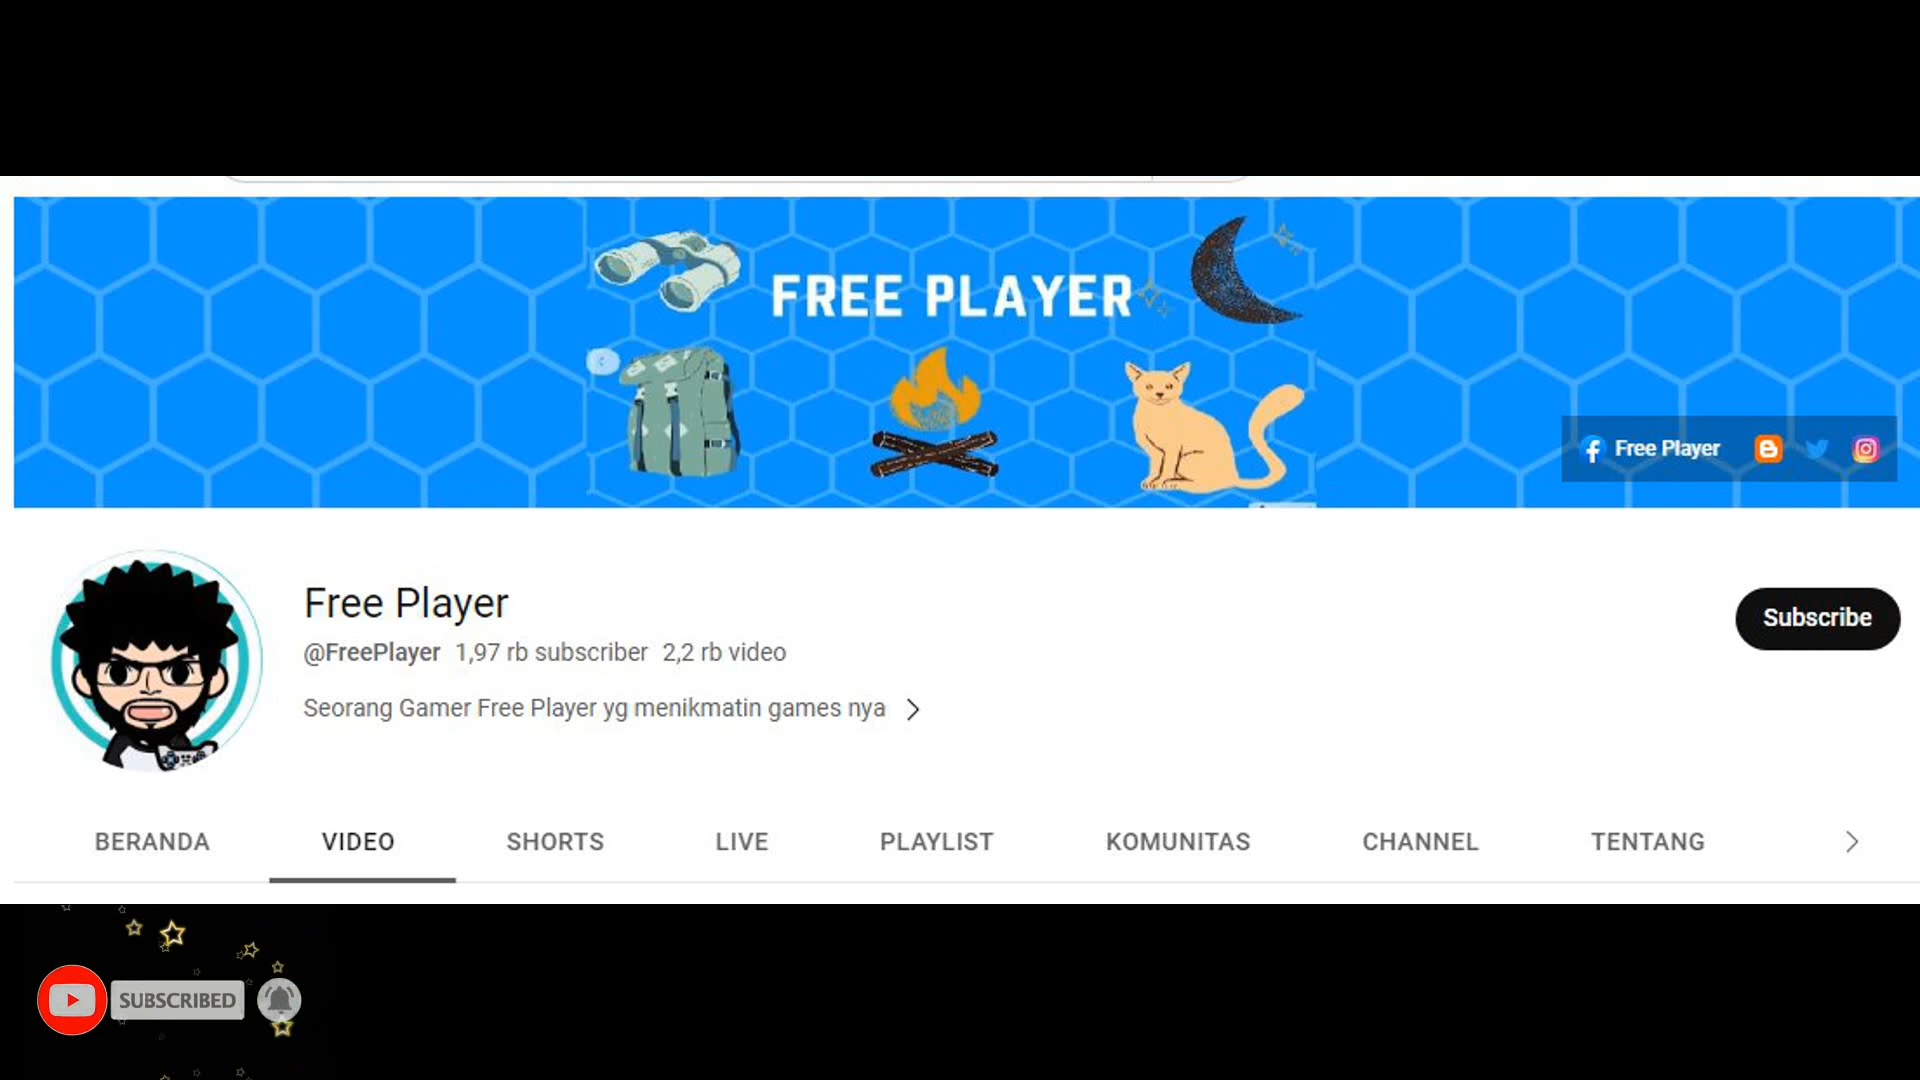 FREE PLAYER
Free Player
Free Player
Subscribe
@FreePlayer 1,97 rb subscriber 2,2 rb video
Seorang Gamer Free Player yg menikmatin games nya
BERANDA VIDEO SHORTS LIVE PLAYLIST KOMUNITAS CHANNEL TENTANG
SUBSCRIBED